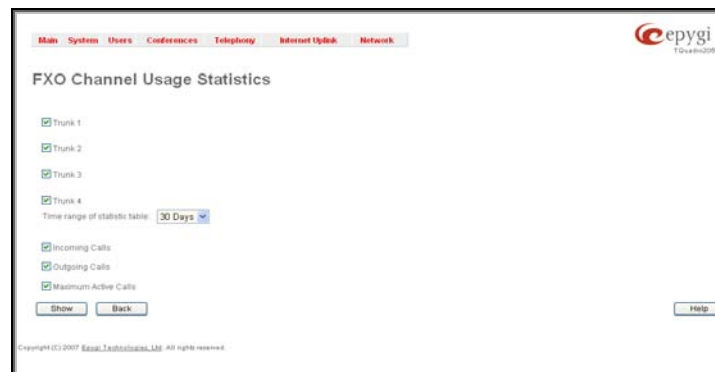 Main System Users Conferences Telephony Internet Uplink Network
epygi
FXO Channel Usage Statistics
Trunk 1
Trunk 2
Trunk 3
Trunk 4
Time range of statistic table: 30 Days
Incoming Calls
Outgoing Calls
Maximum Active Calls
Show Back Help
Copyright (C) 2007 Epygi Technologies, Ltd. All rights reserved.